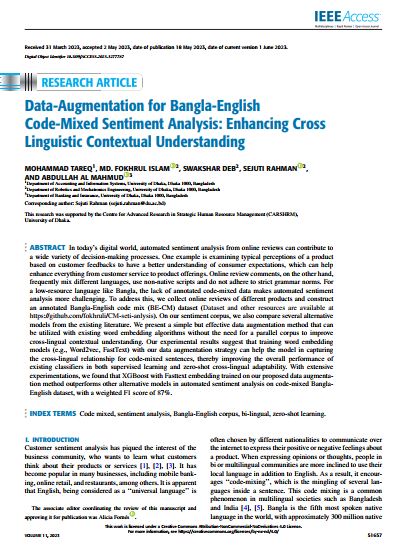 IEEE Access
Received 31 March 2023, accepted 2 May 2023, date of publication 18 May 2023, date of current version 1 June 2023.
Digital Object Identifier 10.1109/ACCESS.2023.3277787
RESEARCH ARTICLE
Data-Augmentation for Bangla-English
Code-Mixed Sentiment Analysis: Enhancing Cross
Linguistic Contextual Understanding
MOHAMMAD TAREQ1, MD. FOKHRUL ISLAM2, SWAKSHAR DEB2, SEJUTI RAHMAN2,
AND ABDULLAH AL MAHMUD3
1Department of Accounting and Information Systems, University of Dhaka, Dhaka 1000, Bangladesh
2Department of Robotics and Mechatronics Engineering, University of Dhaka, Dhaka 1000, Bangladesh
3Department of Banking and Insurance, University of Dhaka, Dhaka 1000, Bangladesh
Corresponding author: Sejuti Rahman (sejuti.rahman@du.ac.bd)
This research was supported by the Centre for Advanced Research in Strategic Human Resource Management (CARSHRM),
University of Dhaka.
ABSTRACT In today's digital world, automated sentiment analysis from online reviews can contribute to
a wide variety of decision-making processes. One example is examining typical perceptions of a product
based on customer feedbacks to have a better understanding of consumer expectations, which can help
enhance everything from customer service to product offerings. Online review comments, on the other hand,
frequently mix different languages, use non-native scripts and do not adhere to strict grammar norms. For
a low-resource language like Bangla, the lack of annotated code-mixed data makes automated sentiment
analysis more challenging. To address this, we collect online reviews of different products and construct
an annotated Bangla-English code mix (BE-CM) dataset (Dataset and other resources are available at
https://github.com/fokhruli/CM-seti-anlysis). On our sentiment corpus, we also compare several alternative
models from the existing literature. We present a simple but effective data augmentation method that can
be utilized with existing word embedding algorithms without the need for a parallel corpus to improve
cross-lingual contextual understanding. Our experimental results suggest that training word embedding
models (e.g., Word2vec, FastText) with our data augmentation strategy can help the model in capturing
the cross-lingual relationship for code-mixed sentences, thereby improving the overall performance of
existing classifiers in both supervised learning and zero-shot cross-lingual adaptability. With extensive
experimentations, we found that XGBoost with Fasttext embedding trained on our proposed data augmenta-
tion method outperforms other alternative models in automated sentiment analysis on code-mixed Bangla-
English dataset, with a weighted F1 score of 87%.
INDEX TERMS Code mixed, sentiment analysis, Bangla-English corpus, bi-lingual, zero-shot learning.
I. INTRODUCTION
Customer sentiment analysis has piqued the interest of the
business community, who wants to learn what customers
think about their products or services [1], [2], [3]. It has
become popular in many businesses, including mobile bank-
ing, online retail, and restaurants, among others. It is apparent
that English, being considered as a "universal language" is
The associate editor coordinating the review of this manuscript and
approving it for publication was Alicia Fornés
often chosen by different nationalities to communicate over
the internet to express their positive or negative feelings about
a product. When expressing opinions or thoughts, people in
bi or multilingual communities are more inclined to use their
local language in addition to English. As a result, it encour-
ages "code-mixing", which is the mingling of several lan-
guages inside a sentence. This code mixing is a common
phenomenon in multilingual societies such as Bangladesh
and India [4], [5]. Bangla is the fifth most spoken native
language in the world, with approximately 300 million native
This work is licensed under a Creative Commons Attribution-NonCommercial-NoDerivatives 4.0 License.
For more information, see https://creativecommons.org/licenses/by-nc-nd/4.0/
VOLUME 11, 2023
51657